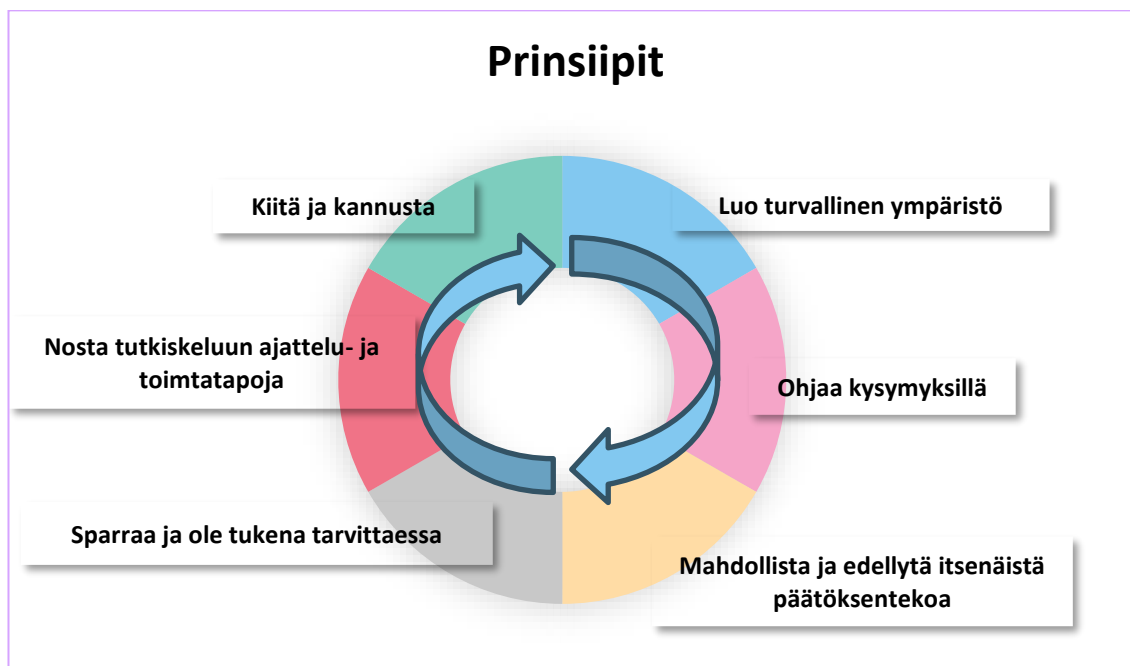 Prinsiipit
Kiitä ja kannusta
Luo turvallinen ympäristö
Nosta tutkiskeluun ajattelu- ja
toimtatapoja
Ohjaa kysymyksillä
Sparraa ja ole tukena tarvittaessa
Mahdollista ja edellytä itsenäistä
päätöksentekoa